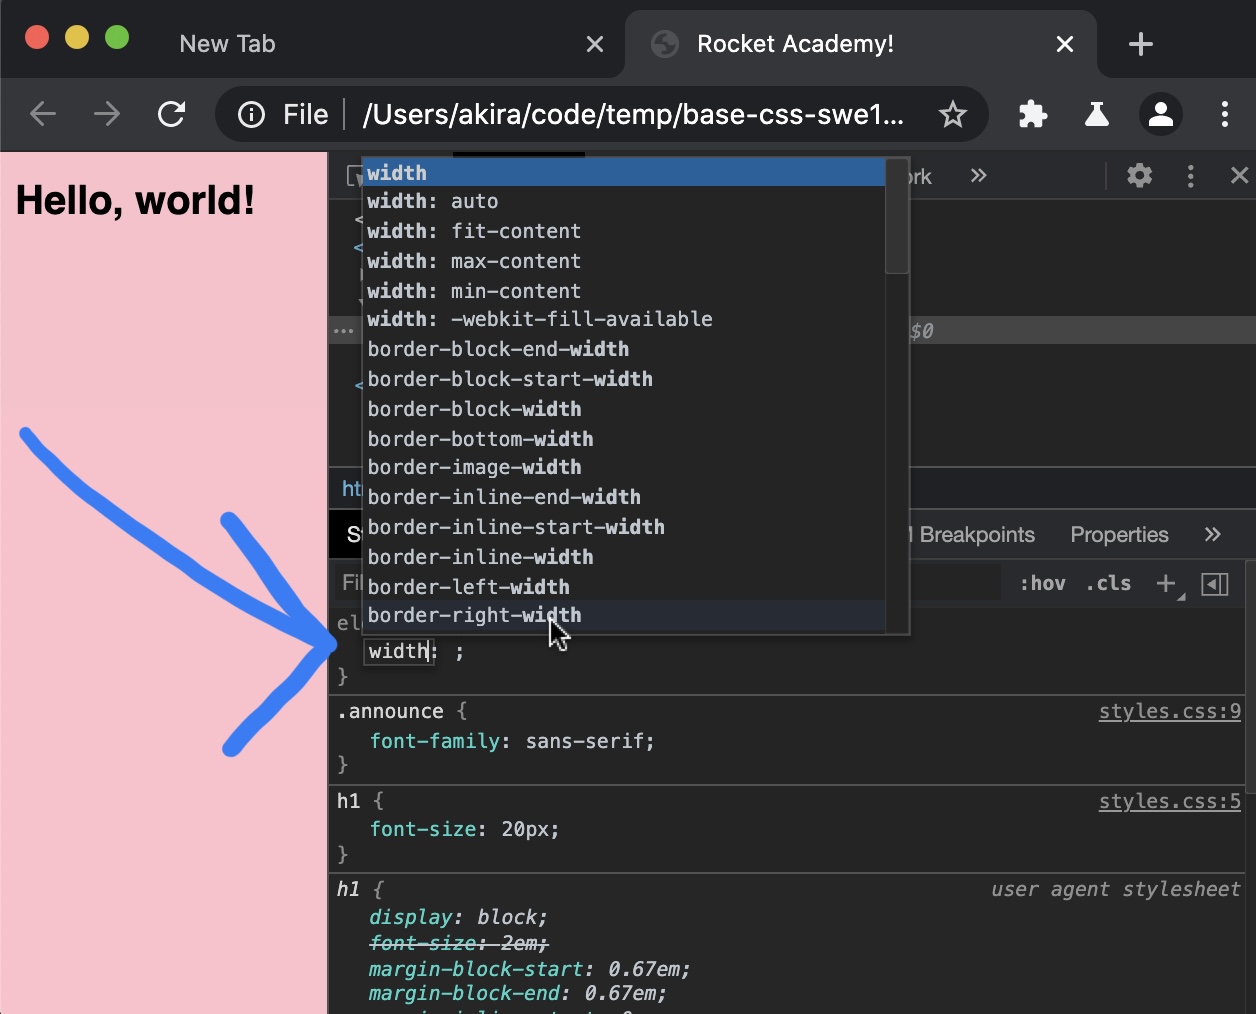 New Tab
Rocket Academy!
File
/Users/akira/code/temp/base-css-swe1...
Hello, world!
width
width: auto
width: fit-content
width: max-content
width: min-content
width: -webkit-fill-available
border-block-end-width
border-block-start-width
border-block-width
border-bottom-width
border-image-width
border-inline-end-width
border-inline-start-width
border-inline-width
border-left-width
border-right-width
$0
Breakpoints
Properties
:hov .cls
width: ;
}
.announce {
styles.css:9
font-family: sans-serif;
}
h1 {
styles.css:5
font-size: 20px;
}
h1 {
user agent stylesheet
display: block;
font-size: 2em;
margin-block-start: 0.67em;
margin-block-end: 0.67em;